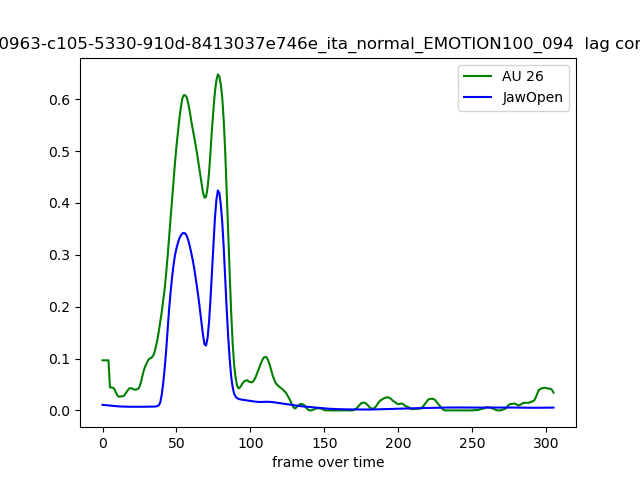 0963-c105-5330-910d-8413037e746e_ita_normal_EMOTION100_094 lag cor
AU 26
JawOpen
0.6
0.5
0.4
0.3
0.2
0.1
0.0
0 50 100 150 200 250 300
frame over time